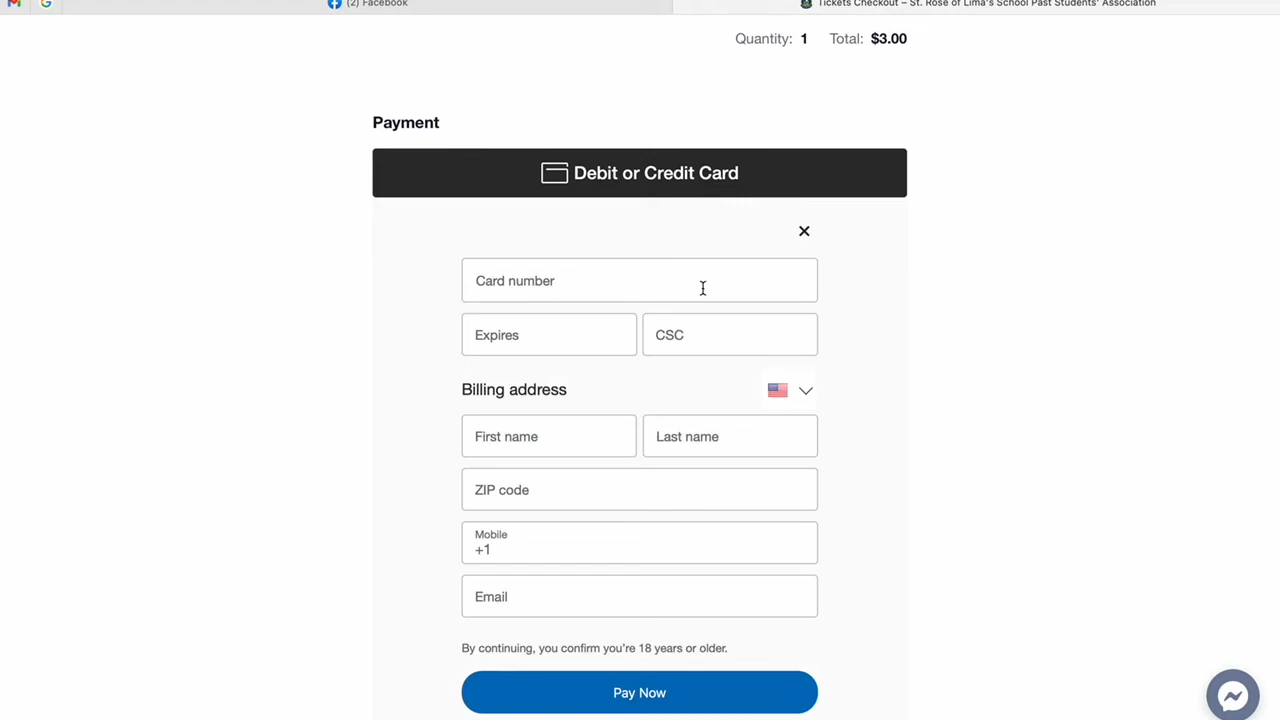 (2) Facebook
Tickets Checkout – St. Rose of Lima's School Past Students' Association
Quantity: 1 Total: $3.00
Payment
Debit or Credit Card
Card number
Expires CSC
Billing address
First name Last name
ZIP code
Mobile
+1
Email
By continuing, you confirm you're 18 years or older.
Pay Now